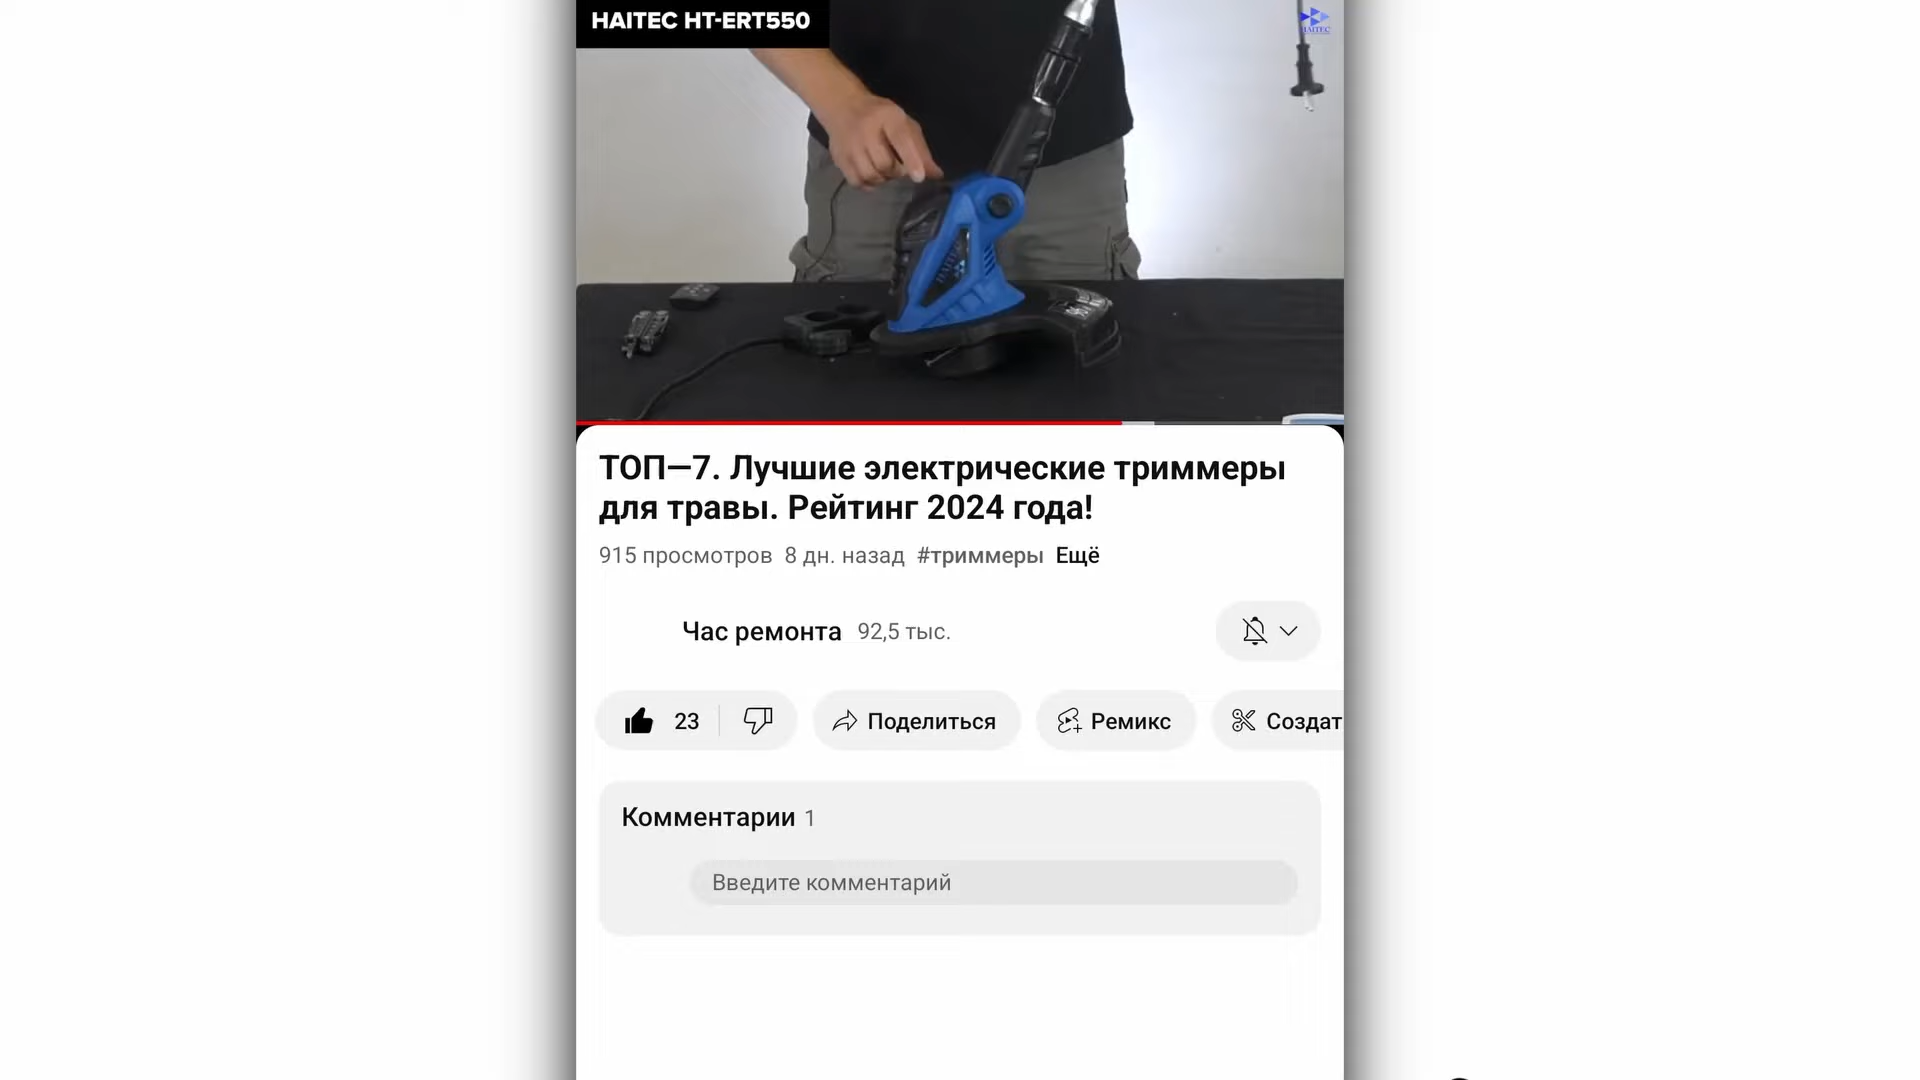 HAITEC HT-ERT550
HAITEC
ТОП—7. Лучшие электрические триммеры
для травы. Рейтинг 2024 года!
915 просмотров 8 дн. назад #триммеры Ещё
Час ремонта 92,5 тыс.
23 Поделиться Ремикс Создат
Комментарии 1
Введите комментарий